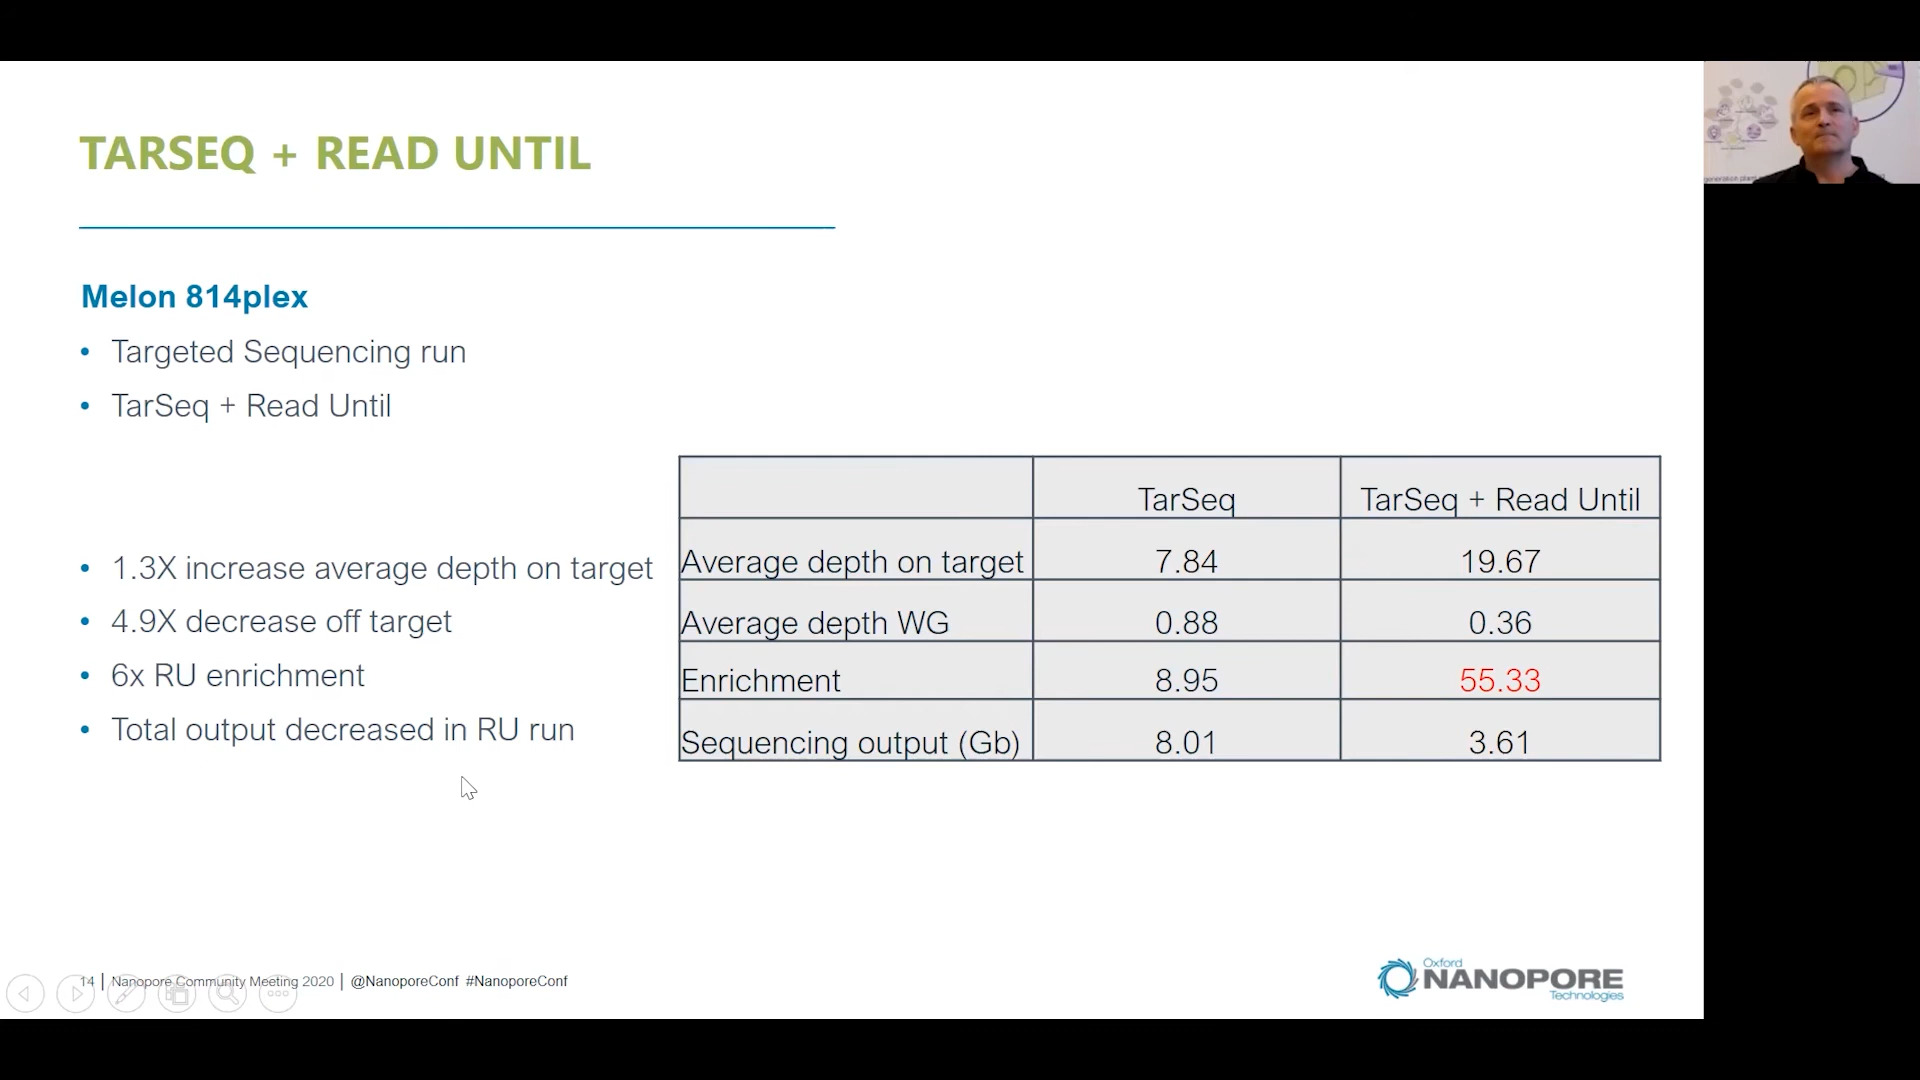 TARSEQ + READ UNTIL
Melon 814plex
• Targeted Sequencing run
• TarSeq + Read Until
• 1.3X increase average depth on target
• 4.9X decrease off target
• 6x RU enrichment
• Total output decreased in RU run
TarSeq TarSeq + Read Until
Average depth on target 7.84 19.67
Average depth WG 0.88 0.36
Enrichment 8.95 55.33
Sequencing output (Gb) 8.01 3.61
14 | Nanopore Community Meeting 2020 | @NanoporeConf #NanoporeConf
Oxford
NANOPORE
Technologies